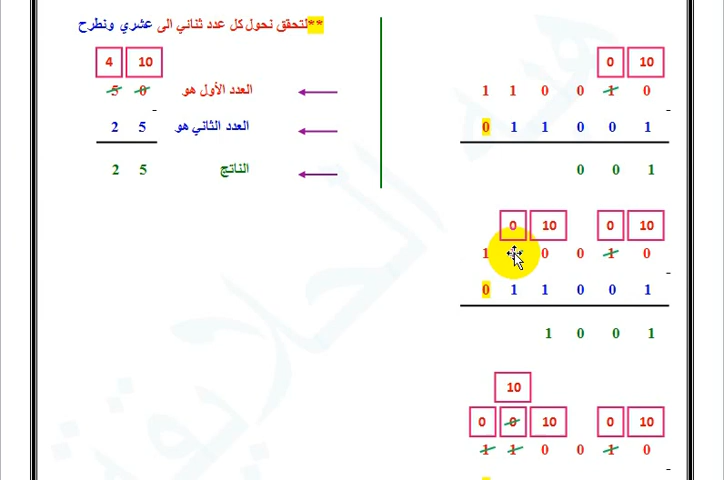 **لتحقق نحول كل عدد ثنائي الى عشري ونطرح
0 10
1 1 0 0 1 0
-
0 1 1 0 0 1
0 0 1
4 10
العدد الأول هو 5 0
-
العدد الثاني هو 2 5
الناتج 2 5
0 10 0 10
1 1 0 0 1 0
-
0 1 1 0 0 1
1 0 0 1
10
0 0 10 0 10
1 1 0 0 1 0
-